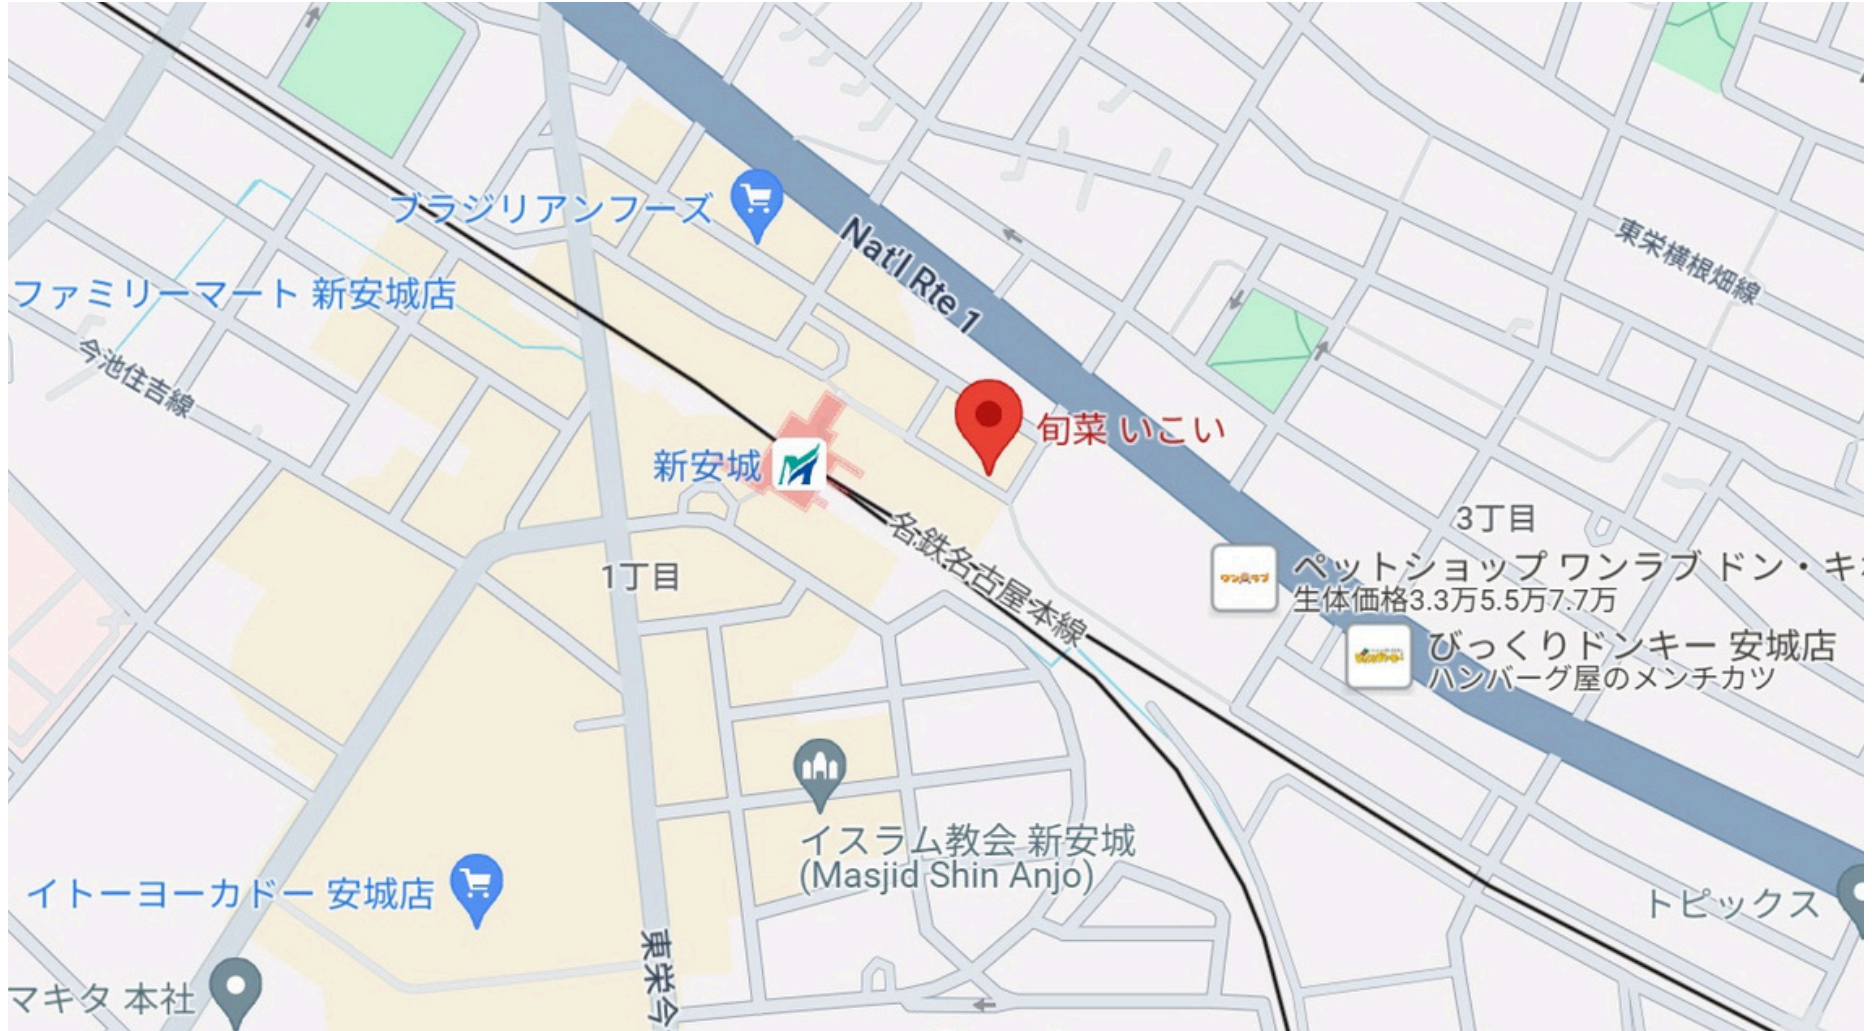 ブラジリアンフーズ
Nat'l Rte 1
東栄横根畑線
ファミリーマート 新安城店
今池住吉線
旬菜 いこい
新安城
名鉄名古屋本線
3丁目
1丁目
ワンラブ
ペットショップ ワンラブ ドン・キホ
生体価格3.3万5.5万7.7万
びっくりドンキー 安城店
ハンバーグ屋のメンチカツ
イスラム教会 新安城
(Masjid Shin Anjo)
イトーヨーカドー 安城店
トピックス
東栄今
マキタ 本社